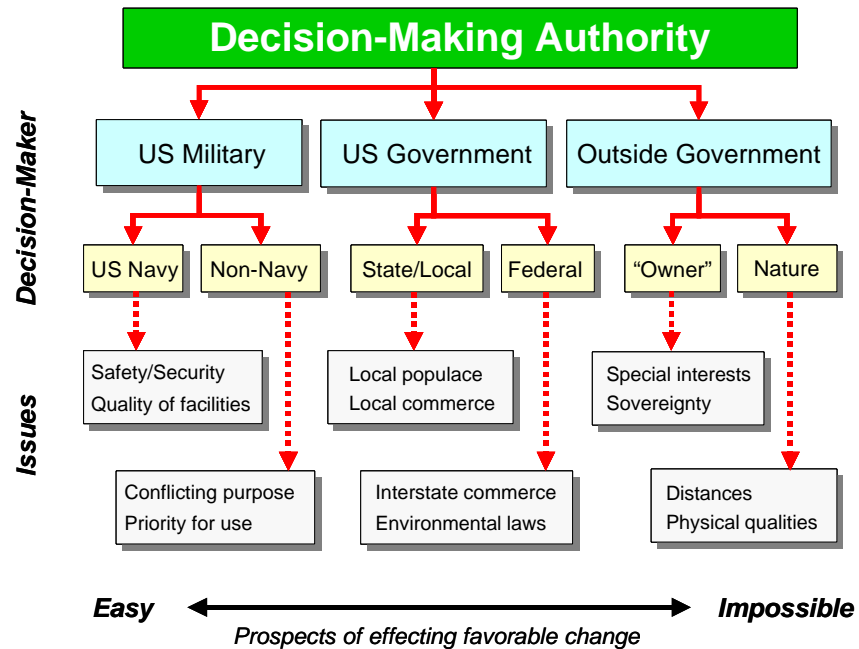 Decision-Making Authority
US Military
US Government
Outside Government
Decision-Maker
US Navy
Non-Navy
State/Local
Federal
“Owner”
Nature
Issues
Safety/Security
Quality of facilities
Local populace
Local commerce
Special interests
Sovereignty
Conflicting purpose
Priority for use
Interstate commerce
Environmental laws
Distances
Physical qualities
Easy
Impossible
Prospects of effecting favorable change